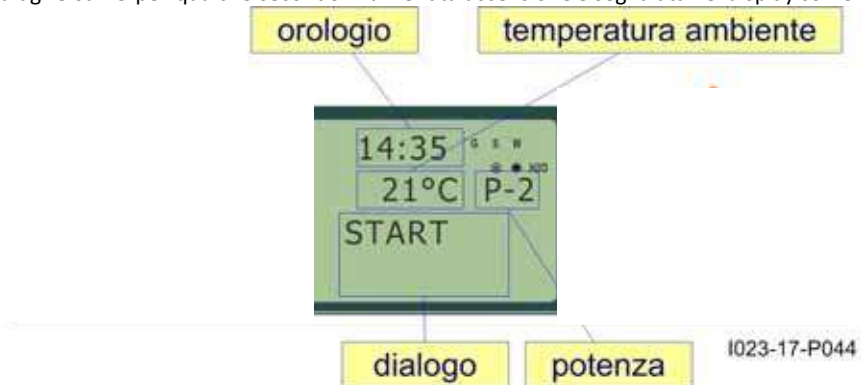 orologio temperatura ambiente
14:35 G S M
21°C P-2
START
dialogo potenza I023-17-P044